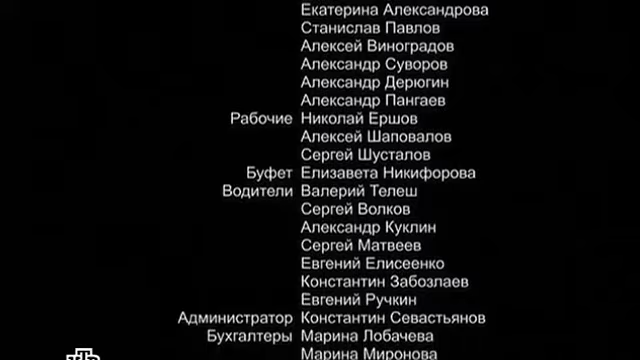 Екатерина Александрова
Станислав Павлов
Алексей Виноградов
Александр Суворов
Александр Дерюгин
Александр Пангаев
Рабочие Николай Ершов
Алексей Шаповалов
Сергей Шусталов
Буфет Елизавета Никифорова
Водители Валерий Телеш
Сергей Волков
Александр Куклин
Сергей Матвеев
Евгений Елисеенко
Константин Забозлаев
Евгений Ручкин
Администратор Константин Севастьянов
Бухгалтеры Марина Лобачева
Марина Миронова
НТВ